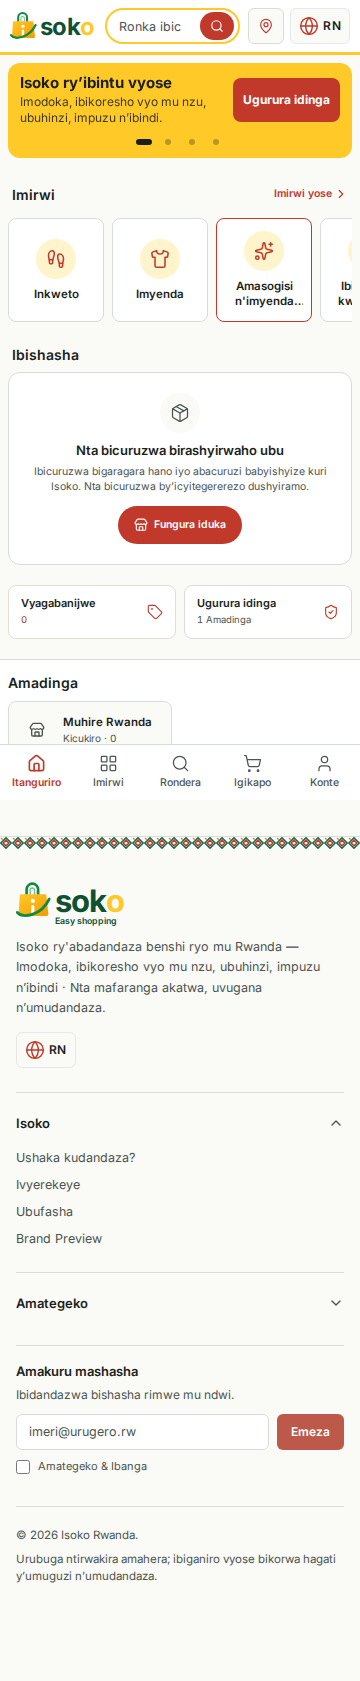 soko
Ronka ibic
RN
Isoko ry’ibintu vyose
Imodoka, ibikoresho vyo mu nzu,
ubuhinzi, impuzu n’ibindi.
Ugurura idinga
Imirwi
Imirwi yose
Inkweto
Imyenda
Amasogisi
n'imyenda...
Ibi
kw
Ibishasha
Nta bicuruzwa birashyirwaho ubu
Ibicuruzwa bigaragara hano iyo abacuruzi babyishyize kuri
Isoko. Nta bicuruzwa by’icyitegererezo dushyiramo.
Fungura iduka
Vyagabanijwe
0
Ugurura idinga
1 Amadinga
Amadinga
Muhire Rwanda
Kicukiro · 0
Itanguriro
Imirwi
Rondera
Igikapo
Konte
soko
Easy shopping
Isoko ry'abadandaza benshi ryo mu Rwanda —
Imodoka, ibikoresho vyo mu nzu, ubuhinzi, impuzu
n’ibindi · Nta mafaranga akatwa, uvugana
n’umudandaza.
RN
Isoko
Ushaka kudandaza?
Ivyerekeye
Ubufasha
Brand Preview
Amategeko
Amakuru mashasha
Ibidandazwa bishasha rimwe mu ndwi.
imeri@urugero.rw
Emeza
Amategeko & Ibanga
© 2026 Isoko Rwanda.
Urubuga ntirwakira amahera; ibiganiro vyose bikorwa hagati
y’umuguzi n’umudandaza.